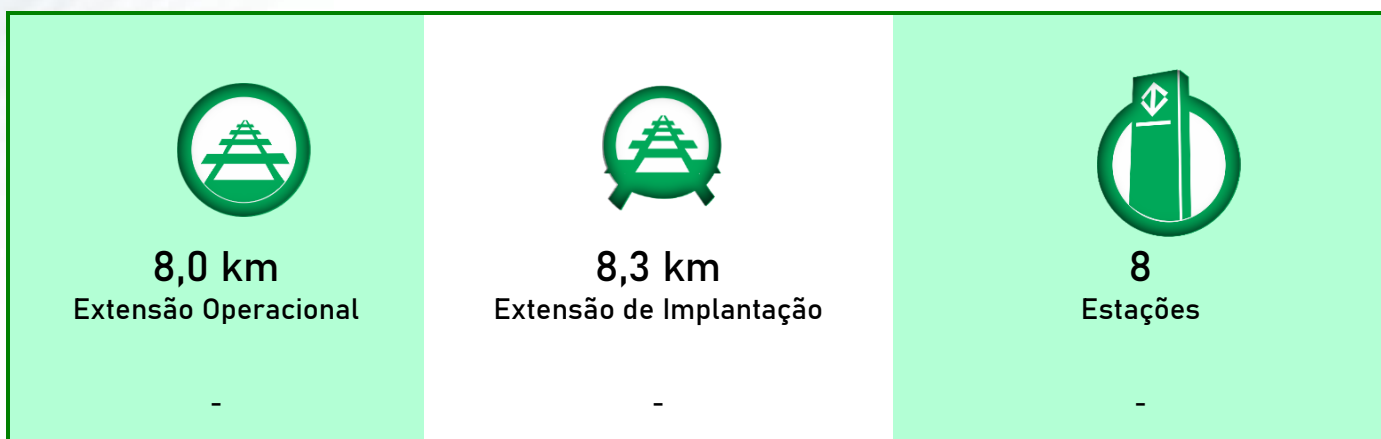 8,0 km
Extensão Operacional
-
8,3 km
Extensão de Implantação
-
8
Estações
-